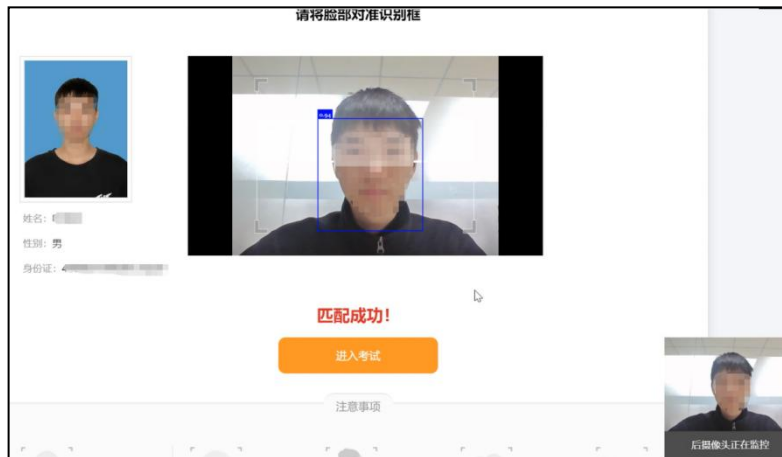 请将脸部对准识别框
姓名：
性别：男
身份证：
匹配成功！
进入考试
注意事项
后摄像头正在监控